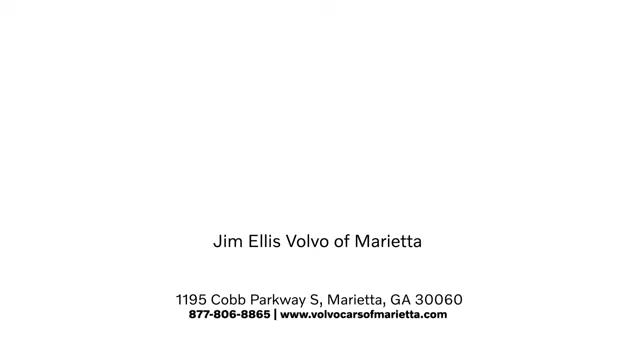 Jim Ellis Volvo of Marietta
1195 Cobb Parkway S, Marietta, GA 30060
877-806-8865 | www.volvocarsofmarietta.com